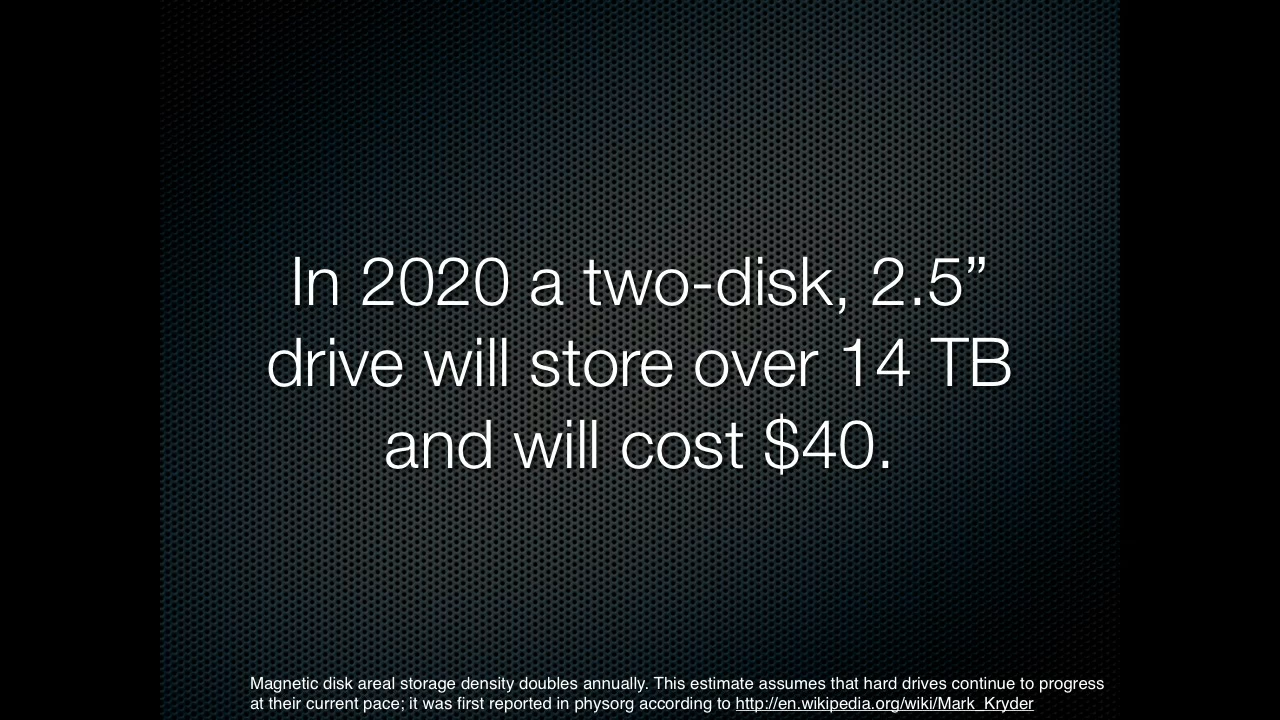 In 2020 a two-disk, 2.5”
drive will store over 14 TB
and will cost $40.
Magnetic disk areal storage density doubles annually. This estimate assumes that hard drives continue to progress
at their current pace; it was first reported in physorg according to http://en.wikipedia.org/wiki/Mark_Kryder